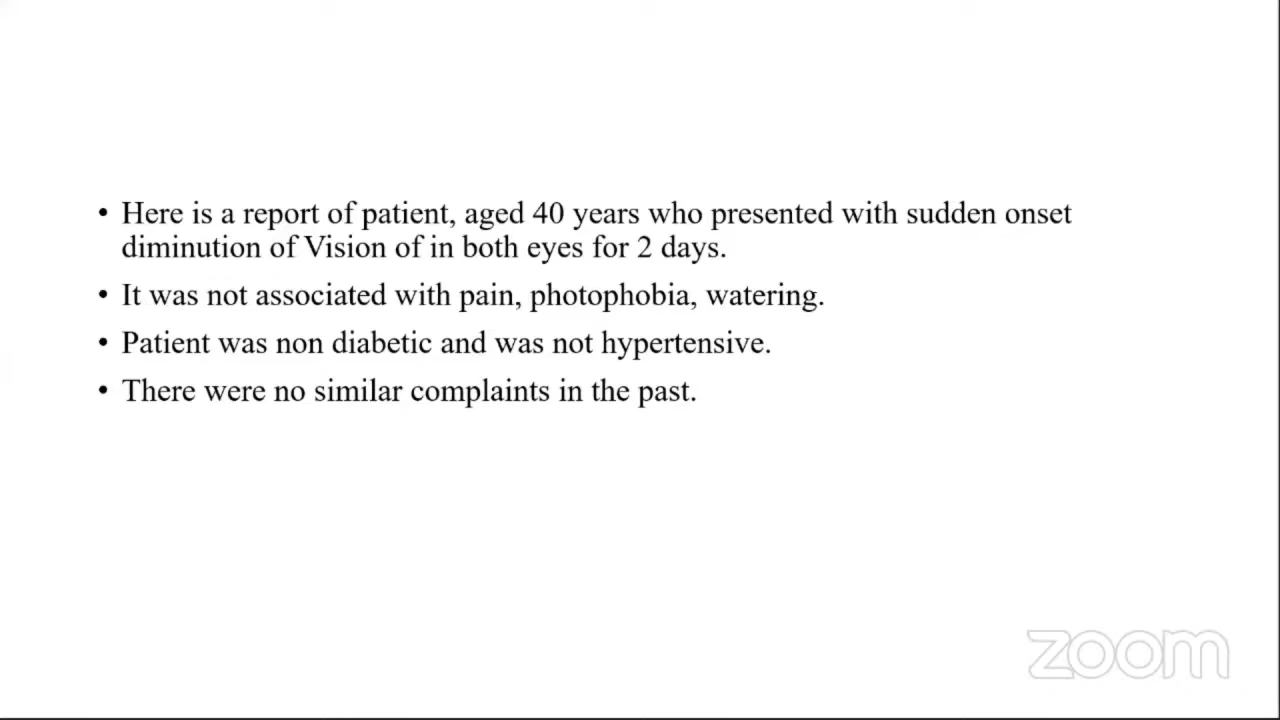 • Here is a report of patient, aged 40 years who presented with sudden onset
diminution of Vision of in both eyes for 2 days.
• It was not associated with pain, photophobia, watering.
• Patient was non diabetic and was not hypertensive.
• There were no similar complaints in the past.
zoom